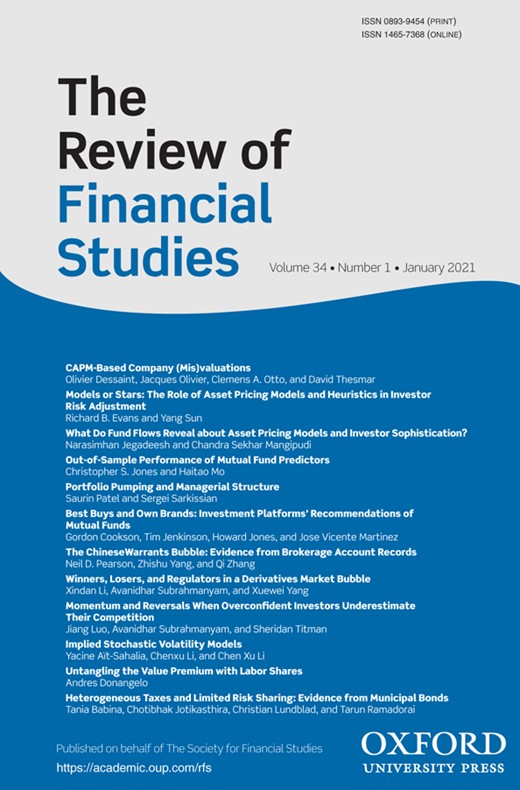 ISSN 0893-9454 (PRINT)
ISSN 1465-7368 (ONLINE)
The
Review of
Financial
Studies
Volume 34 • Number 1 • January 2021
CAPM-Based Company (Mis)valuations
Olivier Dessaint, Jacques Olivier, Clemens A. Otto, and David Thesmar
Models or Stars: The Role of Asset Pricing Models and Heuristics in Investor
Risk Adjustment
Richard B. Evans and Yang Sun
What Do Fund Flows Reveal about Asset Pricing Models and Investor Sophistication?
Narasimhan Jegadeesh and Chandra Sekhar Mangipudi
Out-of-Sample Performance of Mutual Fund Predictors
Christopher S. Jones and Haitao Mo
Portfolio Pumping and Managerial Structure
Saurin Patel and Sergei Sarkissian
Best Buys and Own Brands: Investment Platforms' Recommendations of
Mutual Funds
Gordon Cookson, Tim Jenkinson, Howard Jones, and Jose Vicente Martinez
The ChineseWarrants Bubble: Evidence from Brokerage Account Records
Neil D. Pearson, Zhishu Yang, and Qi Zhang
Winners, Losers, and Regulators in a Derivatives Market Bubble
Xindan Li, Avanidhar Subrahmanyam, and Xuewei Yang
Momentum and Reversals When Overconfident Investors Underestimate
Their Competition
Jiang Luo, Avanidhar Subrahmanyam, and Sheridan Titman
Implied Stochastic Volatility Models
Yacine Aït-Sahalia, Chenxu Li, and Chen Xu Li
Untangling the Value Premium with Labor Shares
Andres Donangelo
Heterogeneous Taxes and Limited Risk Sharing: Evidence from Municipal Bonds
Tania Babina, Chotibhak Jotikasthira, Christian Lundblad, and Tarun Ramadorai
Published on behalf of The Society for Financial Studies
https://academic.oup.com/rfs
OXFORD
UNIVERSITY PRESS